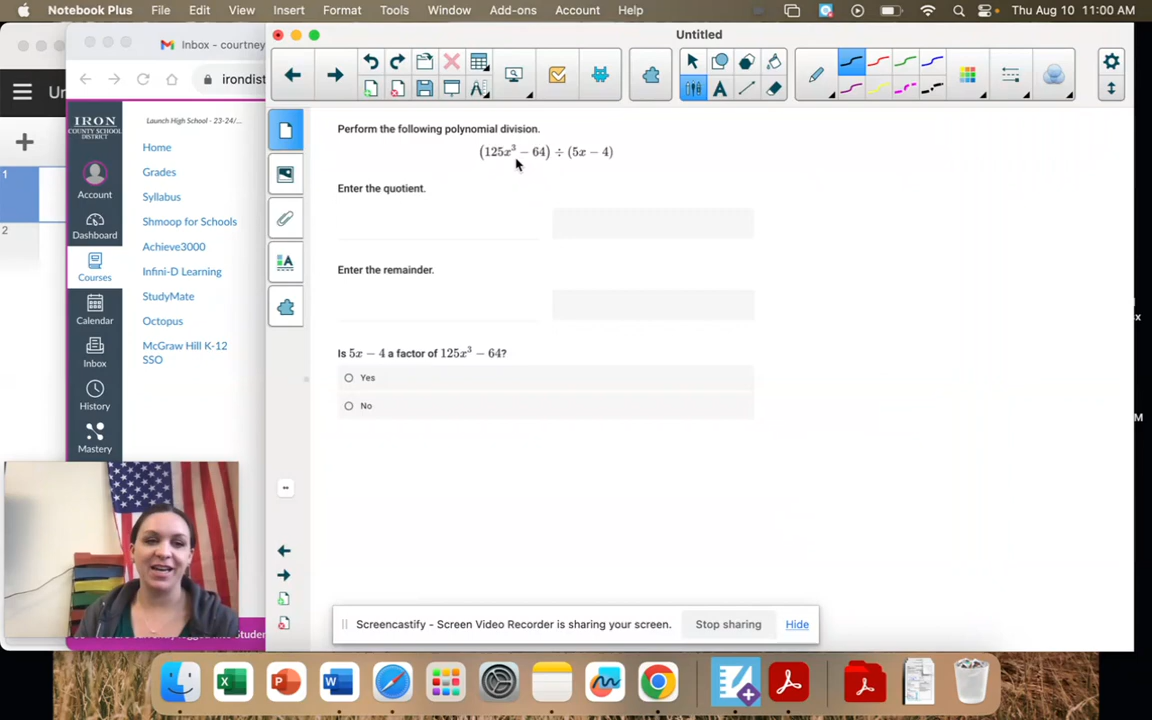 Notebook Plus File Edit View Insert Format Tools Window Add-ons Account Help Thu Aug 10 11:00 AM
Inbox - courtney
Untitled
irondist
IRON
COUNTY SCHOOL
DISTRICT
Launch High School - 23-24/...
Home
Grades
Account
Syllabus
Shmoop for Schools
Dashboard
Achieve3000
Infini-D Learning
Courses
StudyMate
Octopus
Calendar
McGraw Hill K-12
SSO
Inbox
History
Mastery
1
2
Perform the following polynomial division.
(125x³ − 64) ÷ (5x − 4)
Enter the quotient.
Enter the remainder.
Is 5x − 4 a factor of 125x³ − 64?
Yes
No
Screencastify - Screen Video Recorder is sharing your screen. Stop sharing Hide